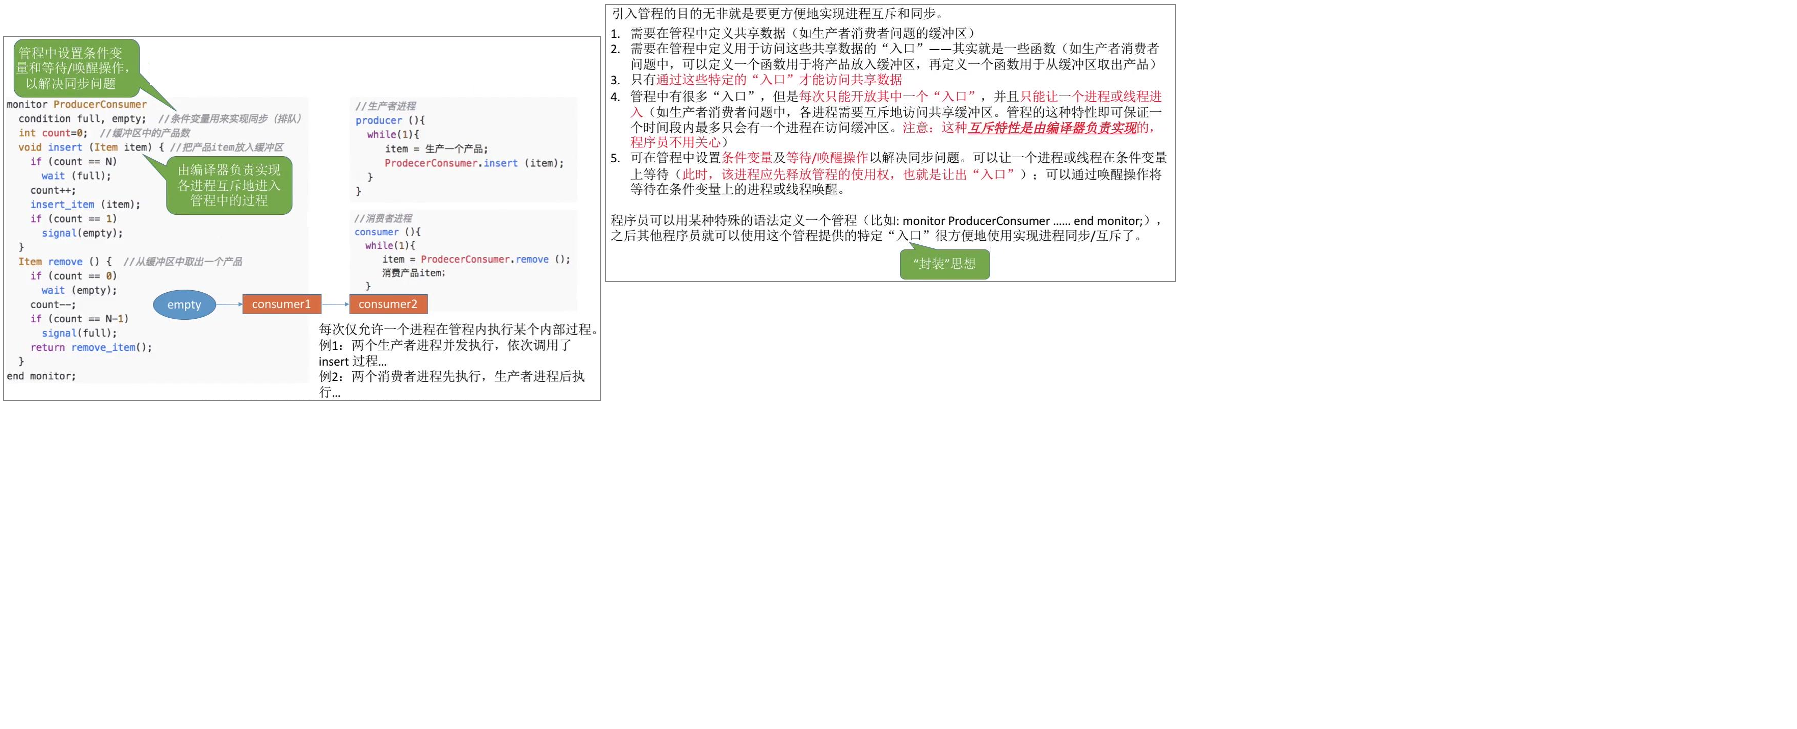 管程中设置条件变
量和等待/唤醒操作，
以解决同步问题
monitor ProducerConsumer
condition full, empty; //条件变量用来实现同步（排队）
int count=0; //缓冲区中的产品数
void insert (Item item) { //把产品item放入缓冲区
if (count == N)
wait (full);
count++;
insert_item (item);
if (count == 1)
signal(empty);
}
Item remove () { //从缓冲区中取出一个产品
if (count == 0)
wait (empty);
count--;
if (count == N-1)
signal(full);
return remove_item();
}
end monitor;
由编译器负责实现
各进程互斥地进入
管程中的过程
//生产者进程
producer (){
while(1){
item = 生产一个产品;
ProdecerConsumer.insert (item);
}
}
//消费者进程
consumer (){
while(1){
item = ProdecerConsumer.remove ();
消费产品item;
}
empty
consumer1
consumer2
每次仅允许一个进程在管程内执行某个内部过程。
例1：两个生产者进程并发执行，依次调用了
insert 过程…
例2：两个消费者进程先执行，生产者进程后执
行…
引入管程的目的无非就是要更方便地实现进程互斥和同步。
1. 需要在管程中定义共享数据（如生产者消费者问题的缓冲区）
2. 需要在管程中定义用于访问这些共享数据的“入口”——其实就是一些函数（如生产者消费者
问题中，可以定义一个函数用于将产品放入缓冲区，再定义一个函数用于从缓冲区取出产品）
3. 只有通过这些特定的“入口”才能访问共享数据
4. 管程中有很多“入口”，但是每次只能开放其中一个“入口”，并且只能让一个进程或线程进
入（如生产者消费者问题中，各进程需要互斥地访问共享缓冲区。管程的这种特性即可保证一
个时间段内最多只会有一个进程在访问缓冲区。注意：这种互斥特性是由编译器负责实现的，
程序员不用关心）
5. 可在管程中设置条件变量及等待/唤醒操作以解决同步问题。可以让一个进程或线程在条件变量
上等待（此时，该进程应先释放管程的使用权，也就是让出“入口”）；可以通过唤醒操作将
等待在条件变量上的进程或线程唤醒。
程序员可以用某种特殊的语法定义一个管程（比如: monitor ProducerConsumer …… end monitor;），
之后其他程序员就可以使用这个管程提供的特定“入口”很方便地使用实现进程同步/互斥了。
“封装”思想